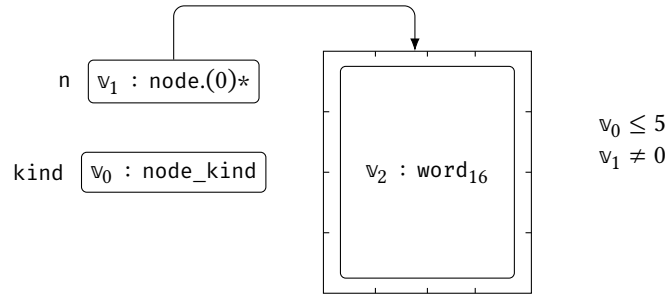 n 𝕧₁ : node.(0)*
kind 𝕧₀ : node_kind
𝕧₂ : word₁₆
𝕧₀ ≤ 5
𝕧₁ ≠ 0